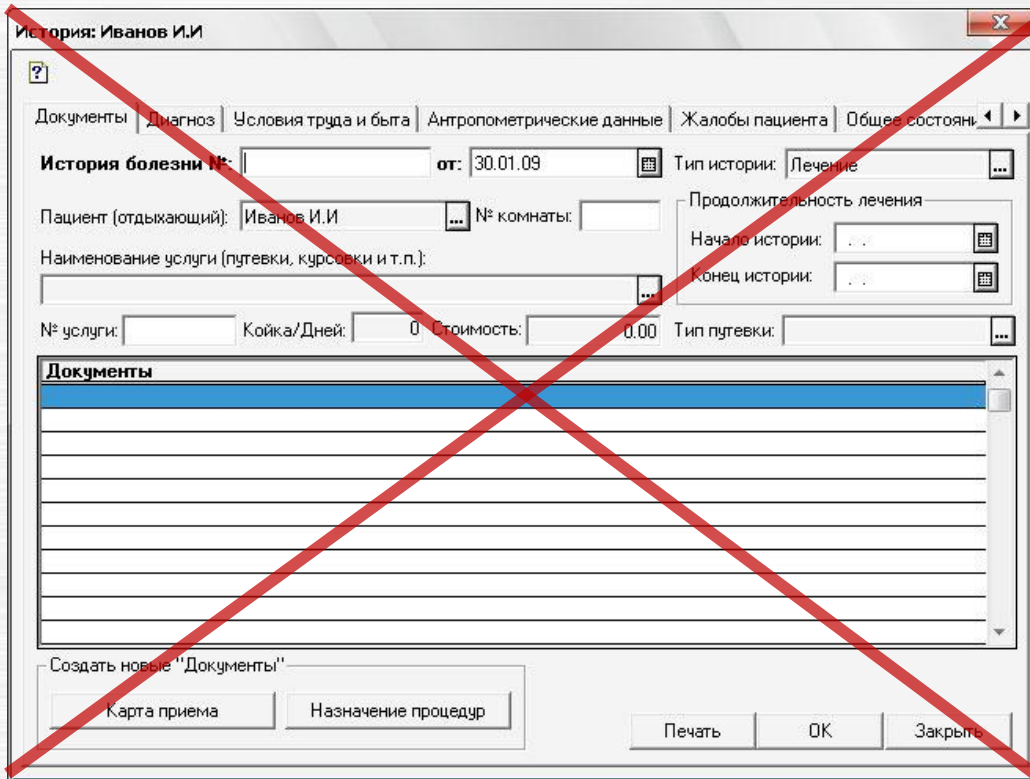 История: Иванов И.И
Документы Диагноз Условия труда и быта Антропометрические данные Жалобы пациента Общее состояни
История болезни №: от: 30.01.09 Тип истории: Лечение ...
Продолжительность лечения
Пациент (отдыхающий): Иванов И.И ... № комнаты:
Начало истории: . .
Наименование услуги (путевки, курсовки и т.п.):
Конец истории: . .
...
№ услуги: Койка/Дней: 0 Стоимость: 0.00 Тип путевки: ...
Документы
Создать новые "Документы"
Карта приема Назначение процедур
Печать OK Закрыть